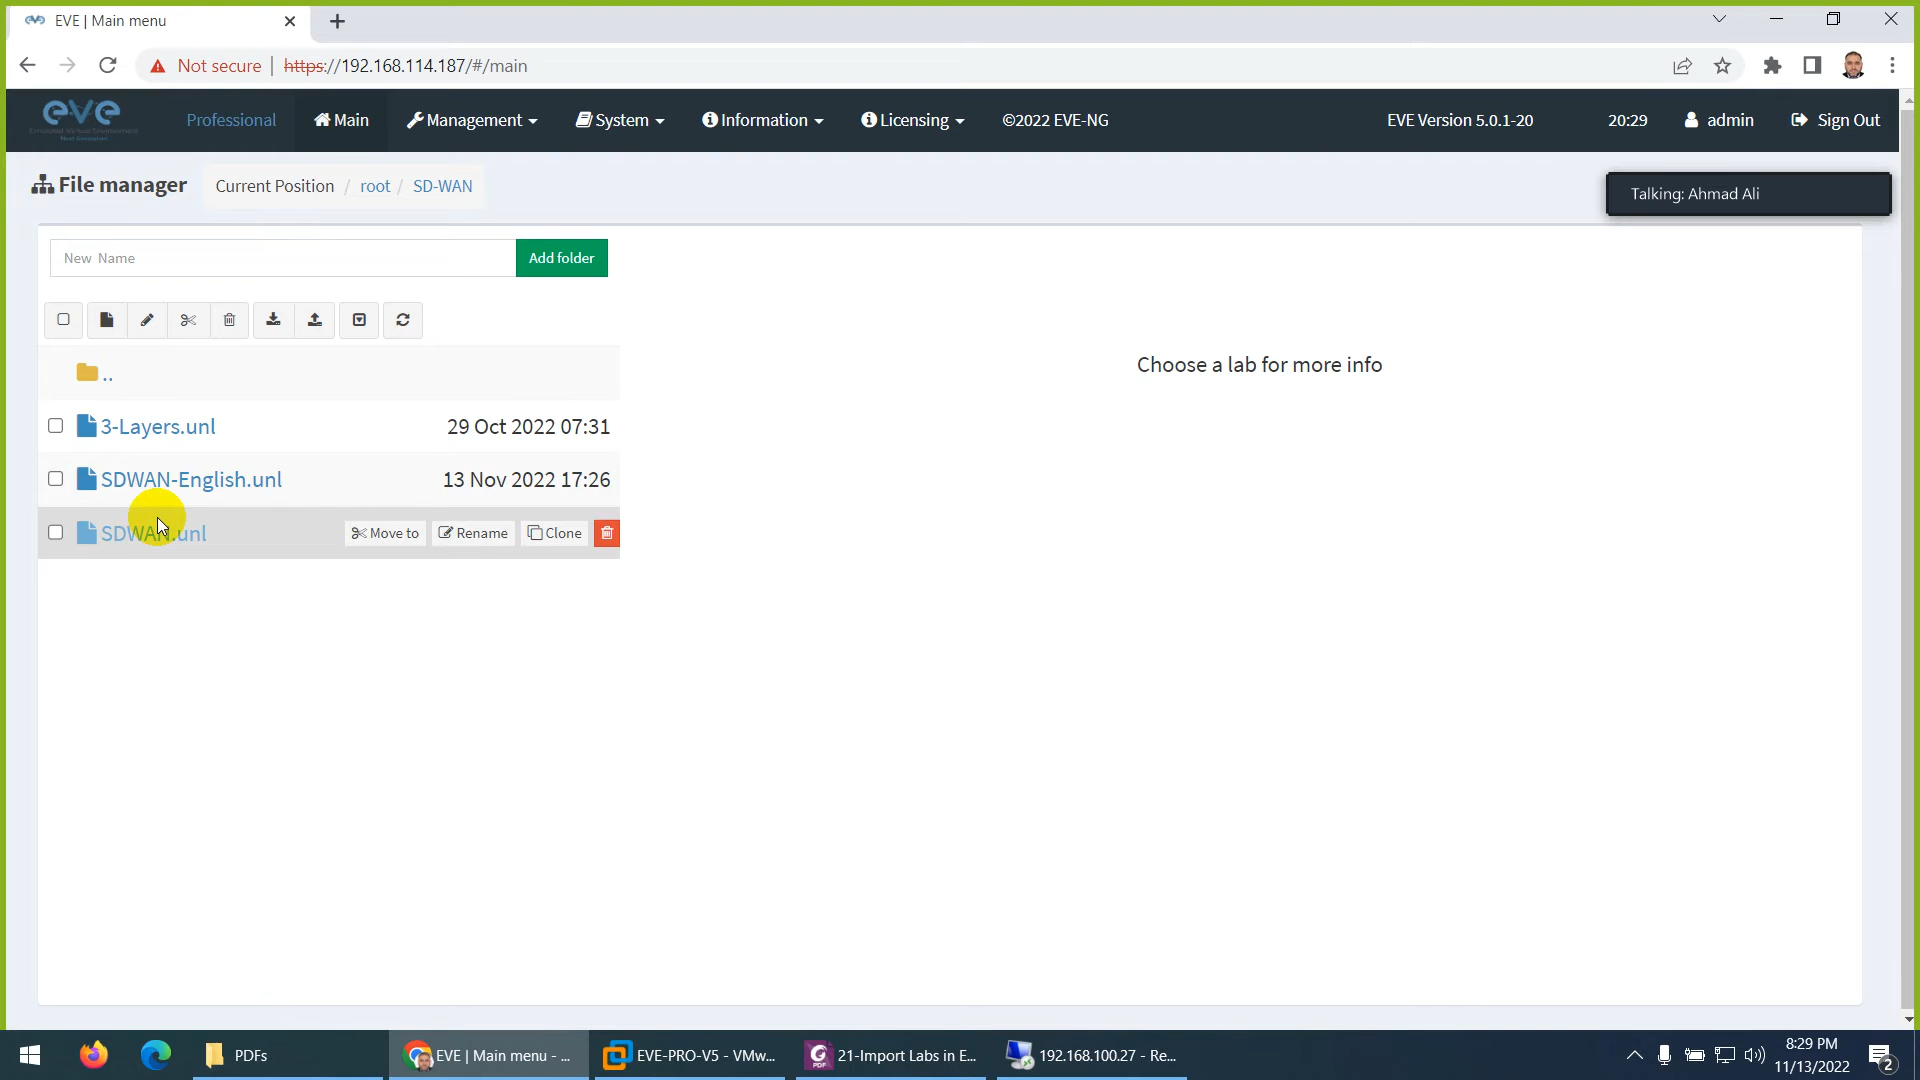 EVE | Main menu
Not secure | https://192.168.114.187/#/main
eve Professional Main Management System Information Licensing ©2022 EVE-NG EVE Version 5.0.1-20 20:29 admin Sign Out
File manager Current Position / root / SD-WAN
Talking: Ahmad Ali
New Name Add folder
Choose a lab for more info
..
3-Layers.unl 29 Oct 2022 07:31
SDWAN-English.unl 13 Nov 2022 17:26
SDWAN.unl Move to Rename Clone
PDFs EVE | Main menu - ... EVE-PRO-V5 - VMw... 21-Import Labs in E... 192.168.100.27 - Re...
8:29 PM
11/13/2022
2